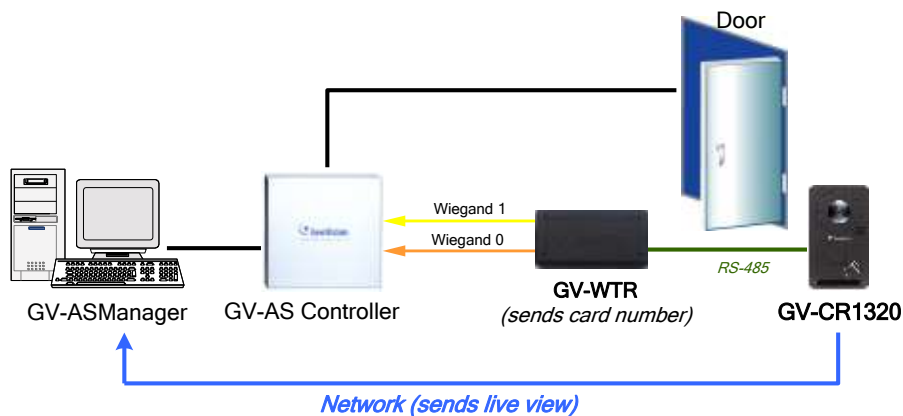 Door
Wiegand 1
Wiegand 0
RS-485
GV-ASManager
GV-AS Controller
GV-WTR
(sends card number)
GV-CR1320
Network (sends live view)
GeoVision